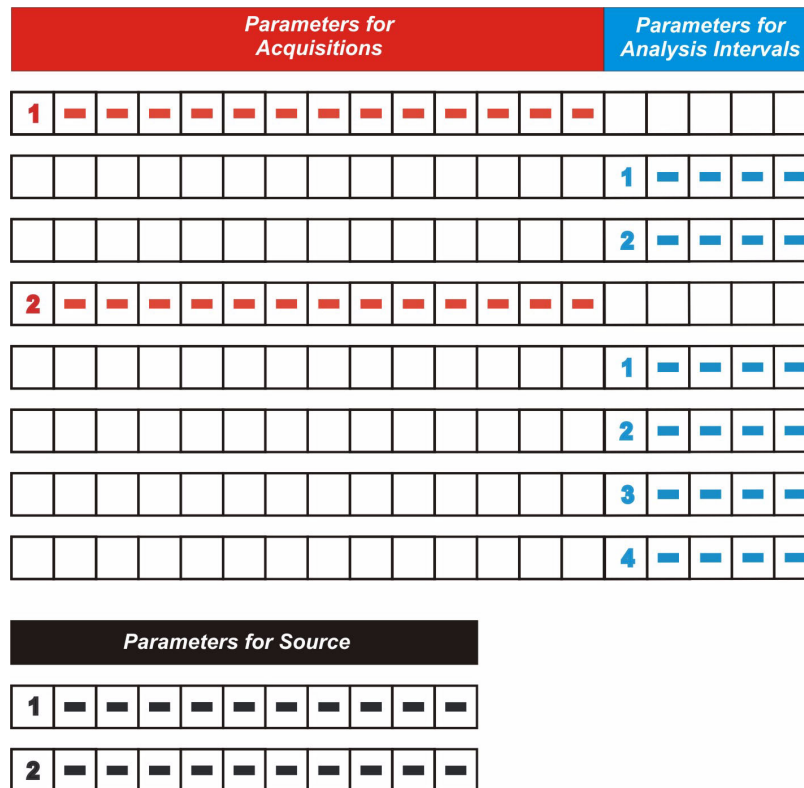 Parameters for
Acquisitions
Parameters for
Analysis Intervals
1
1
2
2
1
2
3
4
Parameters for Source
1
2